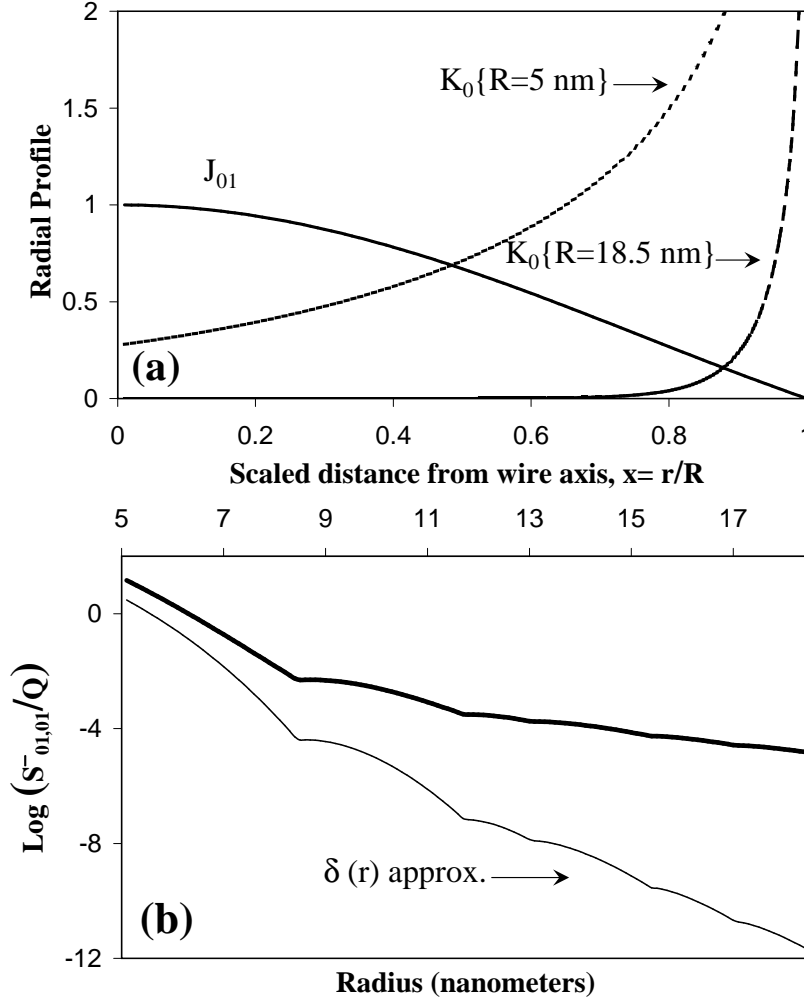 2
K0{R=5 nm}
1.5
J01
Radial Profile
1
K0{R=18.5 nm}
0.5
(a)
0
0 0.2 0.4 0.6 0.8 1
Scaled distance from wire axis, x= r/R
5 7 9 11 13 15 17
0
Log (S⁻01,01/Q)
-4
-8
δ (r) approx.
(b)
-12
Radius (nanometers)